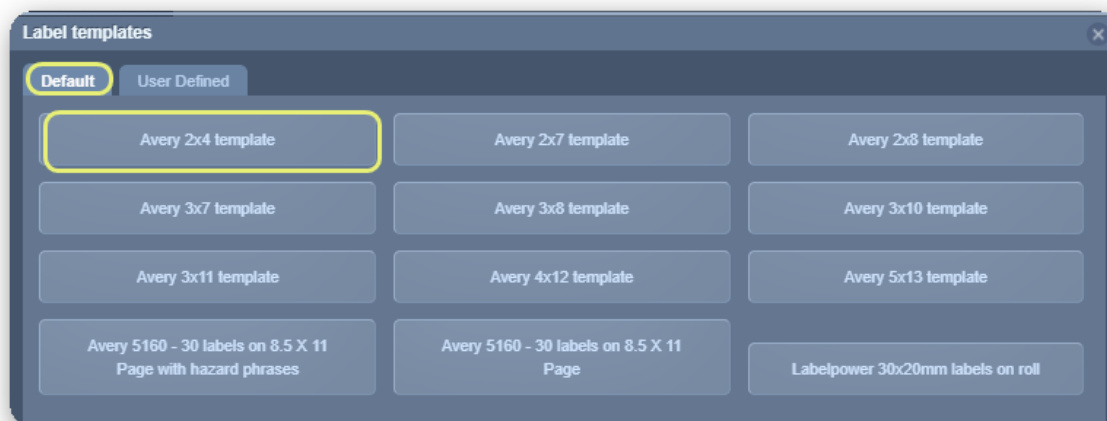 Label templates
Default User Defined
Avery 2x4 template Avery 2x7 template Avery 2x8 template
Avery 3x7 template Avery 3x8 template Avery 3x10 template
Avery 3x11 template Avery 4x12 template Avery 5x13 template
Avery 5160 - 30 labels on 8.5 X 11
Page with hazard phrases
Avery 5160 - 30 labels on 8.5 X 11
Page
Labelpower 30x20mm labels on roll